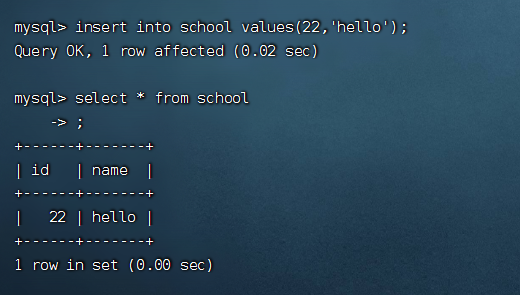 mysql> insert into school values(22,'hello');
Query OK, 1 row affected (0.02 sec)

mysql> select * from school
    -> ;
+------+-------+
| id   | name  |
+------+-------+
|   22 | hello |
+------+-------+
1 row in set (0.00 sec)